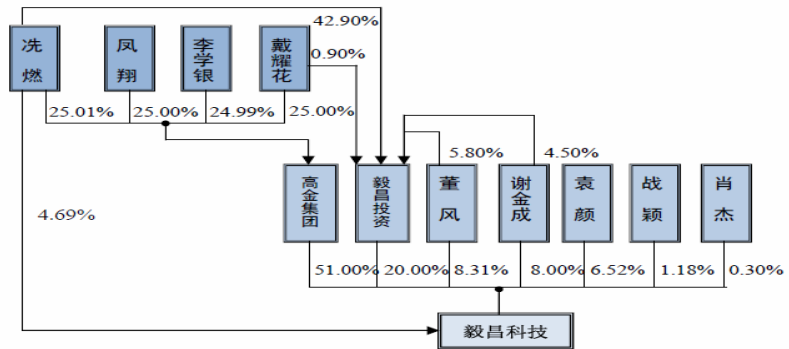 42.90%
冼燃
凤翔
李学银
戴耀花
0.90%
25.01%
25.00%
24.99%
25.00%
5.80%
4.50%
高金集团
毅昌投资
董风
谢金成
袁颜
战颖
肖杰
4.69%
51.00%
20.00%
8.31%
8.00%
6.52%
1.18%
0.30%
毅昌科技